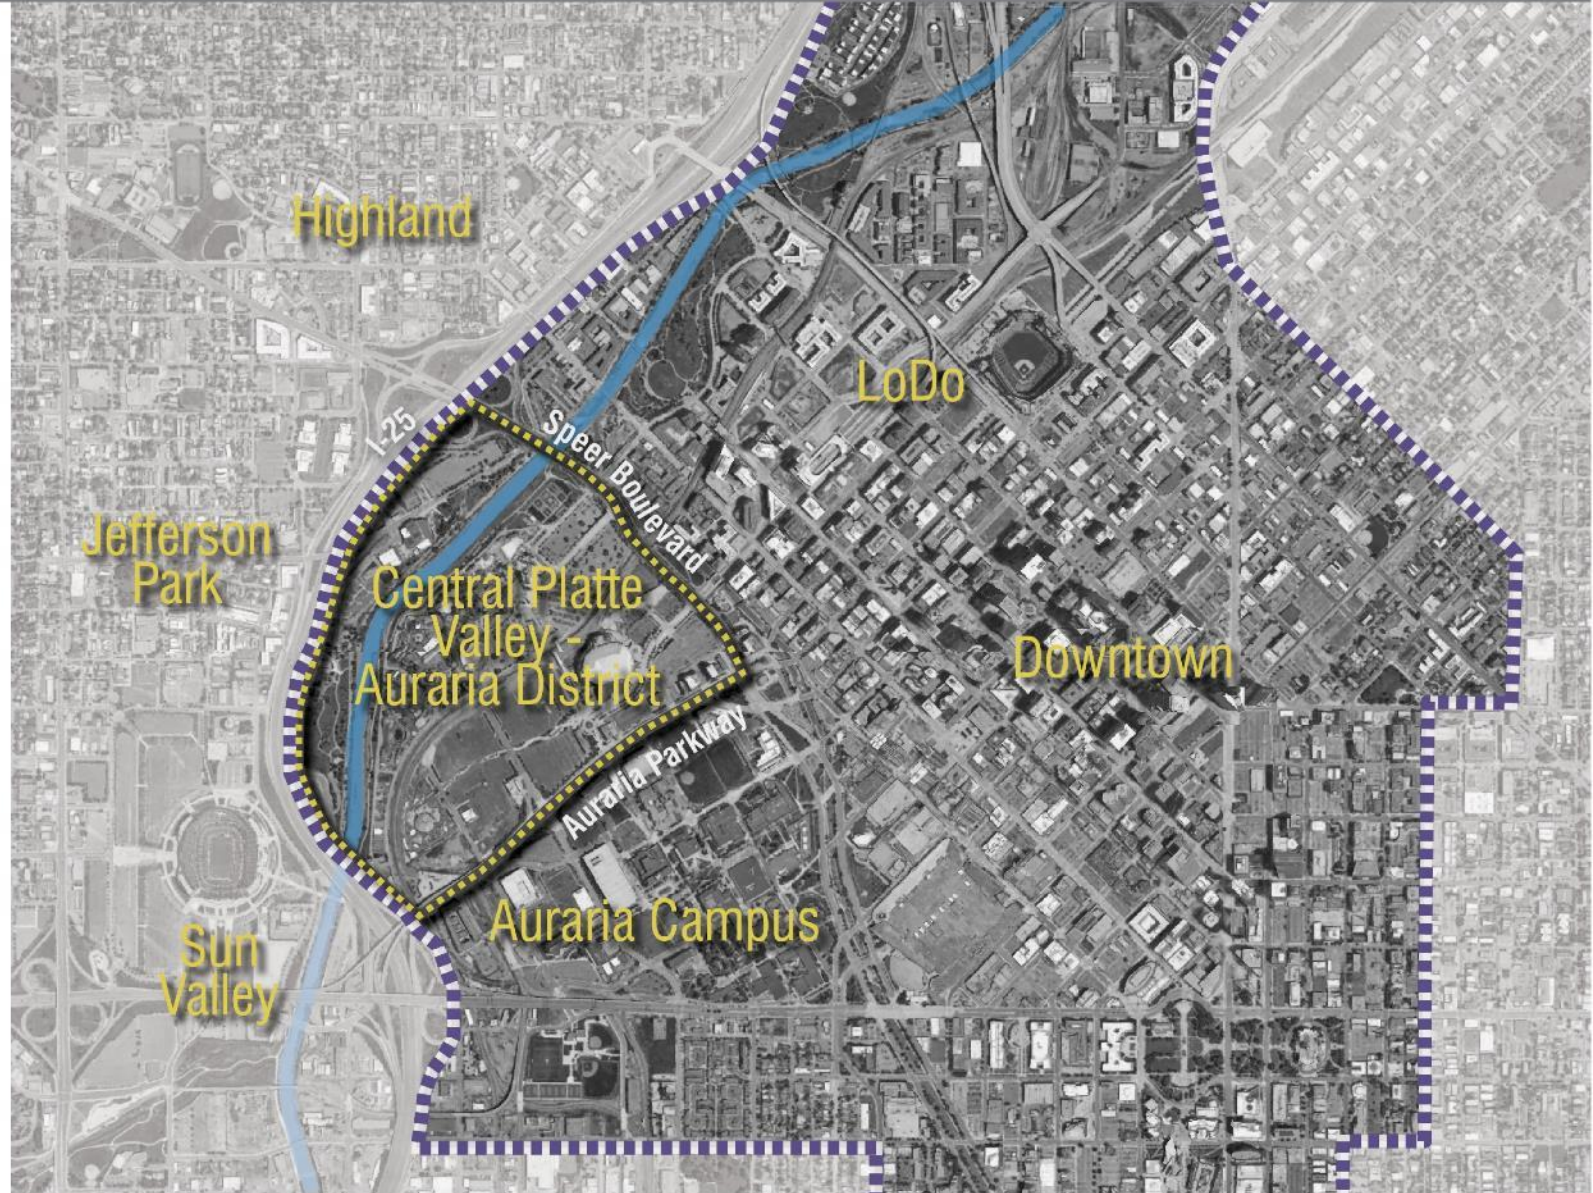 Highland
LoDo
I-25
Speer Boulevard
Jefferson
Park
Central Platte
Valley -
Auraria District
Downtown
Auraria Parkway
Auraria Campus
Sun
Valley